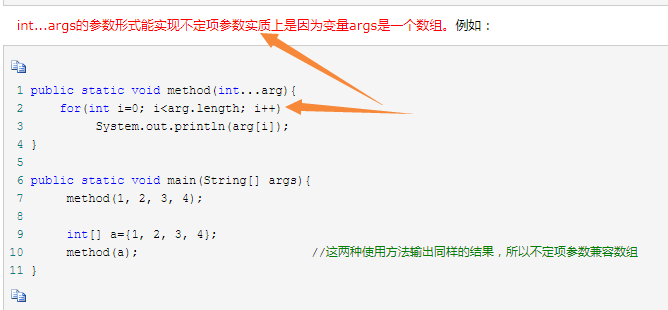 int...args的参数形式能实现不定项参数实质上是因为变量args是一个数组。例如：
1 public static void method(int...arg){
2     for(int i=0; i<arg.length; i++)
3          System.out.println(arg[i]);
4 }
5
6 public static void main(String[] args){
7      method(1, 2, 3, 4);
8
9      int[] a={1, 2, 3, 4};
10      method(a);                //这两种使用方法输出同样的结果，所以不定项参数兼容数组
11 }